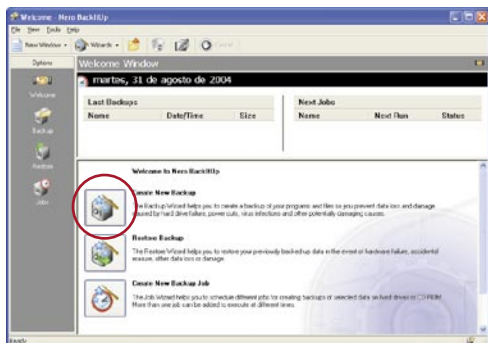 Welcome - Nero BackItUp
File View Tools Help
New Window Wizards
Options Welcome Window
martes, 31 de agosto de 2004
Welcome
Last Backups Next Jobs
Name Date/Time Size Name Next Run Status
Backup
Restore
Jobs
Welcome to Nero BackItUp
Create New Backup
The Backup Wizard helps you to create a backup of your programs and files so you prevent data loss and damage
caused by hard drive failure, power cuts, virus infections and other potentially damaging causes.
Restore Backup
The Restore Wizard helps you to restore your previously backed up data in the event of hardware failure, accidental
erasure, other data loss or damage.
Create New Backup Job
The Job Wizard helps you to schedule different jobs for creating backups of selected data on hard drives or CD-ROM.
More than one job can be added to execute at different times.
Ready